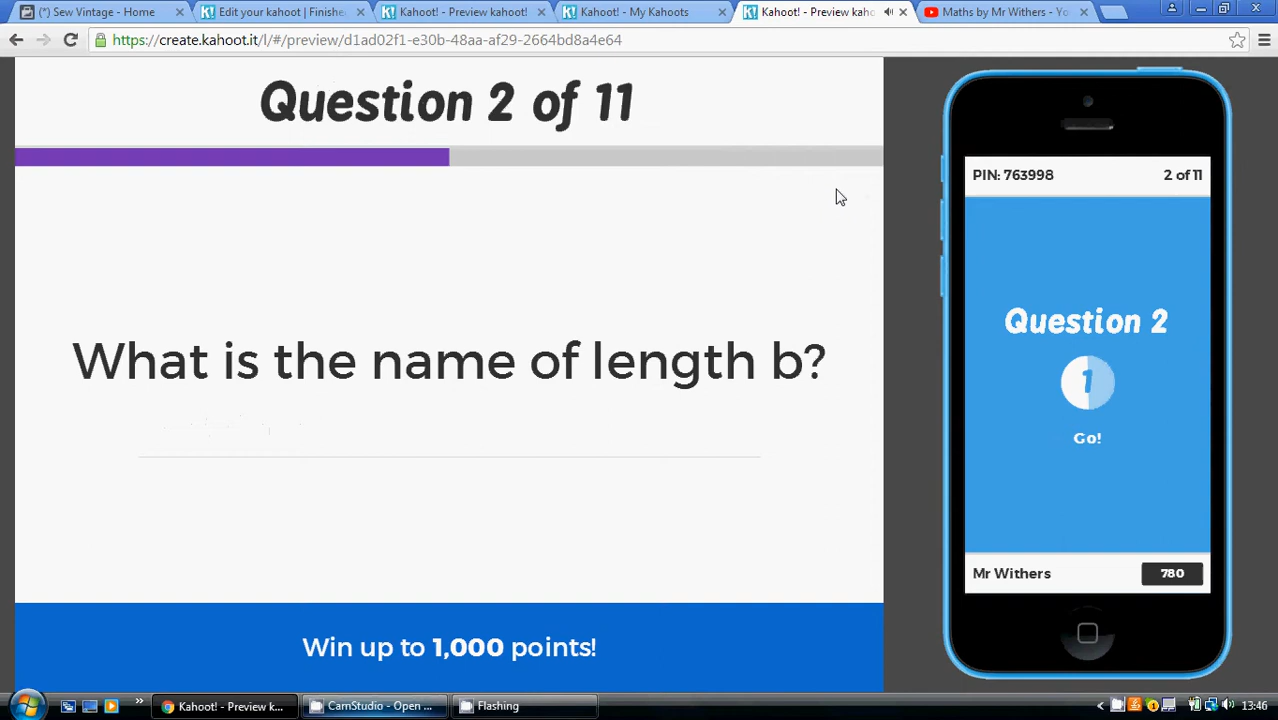 (*) Sew Vintage - Home
Edit your kahoot | Finishe
Kahoot! - Preview kahoot!
Kahoot! - My Kahoots
Kahoot! - Preview kaho
Maths by Mr Withers - Yo
https://create.kahoot.it/l/#/preview/d1ad02f1-e30b-48aa-af29-2664bd8a4e64
Question 2 of 11
What is the name of length b?
Win up to 1,000 points!
PIN: 763998
2 of 11
Question 2
1
Go!
Mr Withers
780
Kahoot! - Preview k...
CamStudio - Open ...
Flashing
13:46